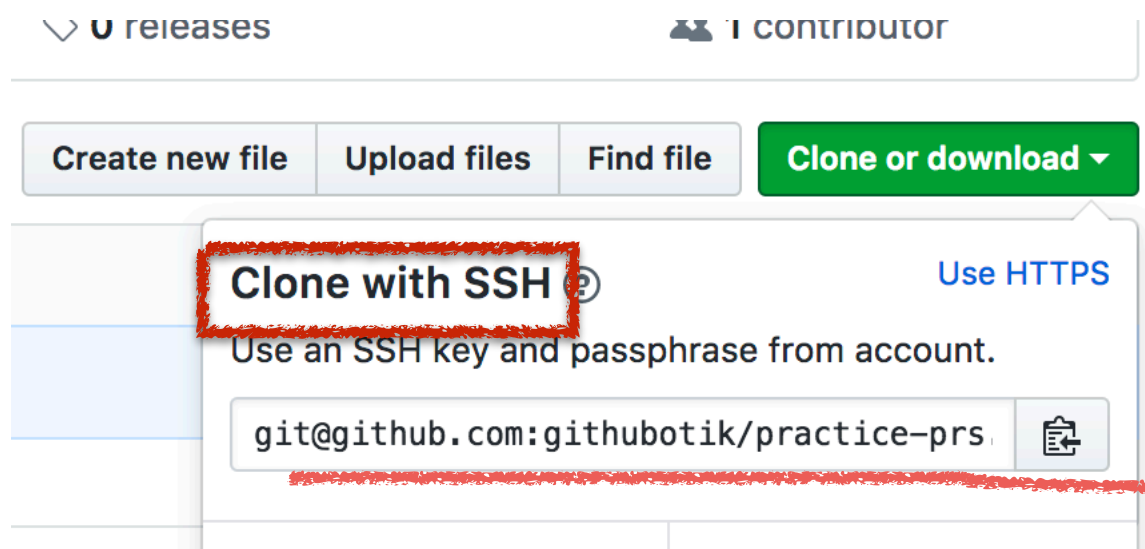 0 releases
1 contributor
Create new file
Upload files
Find file
Clone or download
Clone with SSH
Use HTTPS
Use an SSH key and passphrase from account.
git@github.com:githubotik/practice-prs.